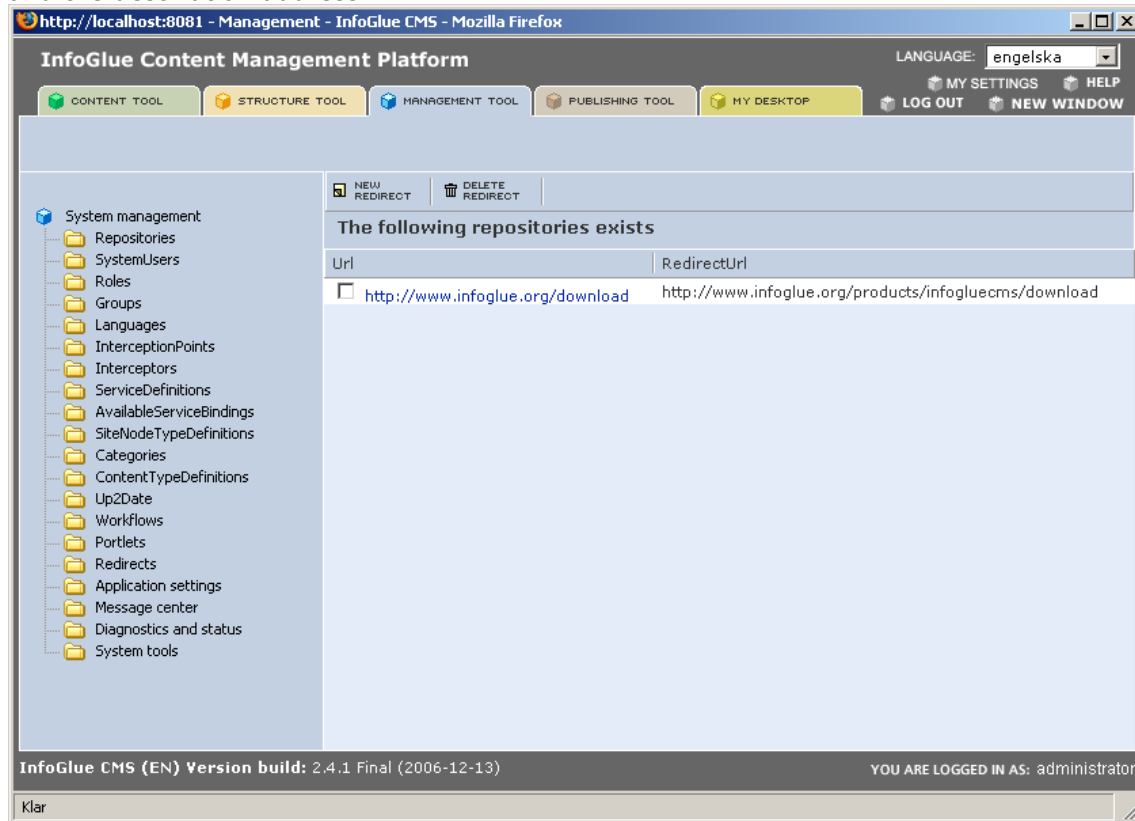 http://localhost:8081 - Management - InfoGlue CMS - Mozilla Firefox
InfoGlue Content Management Platform
LANGUAGE: engelska
MY SETTINGS HELP
CONTENT TOOL STRUCTURE TOOL MANAGEMENT TOOL PUBLISHING TOOL MY DESKTOP LOG OUT NEW WINDOW
NEW REDIRECT DELETE REDIRECT
The following repositories exists
Url RedirectUrl
http://www.infoglue.org/download http://www.infoglue.org/products/infogluecms/download
System management
Repositories
SystemUsers
Roles
Groups
Languages
InterceptionPoints
Interceptors
ServiceDefinitions
AvailableServiceBindings
SiteNodeTypeDefinitions
Categories
ContentTypeDefinitions
Up2Date
Workflows
Portlets
Redirects
Application settings
Message center
Diagnostics and status
System tools
InfoGlue CMS (EN) Version build: 2.4.1 Final (2006-12-13) YOU ARE LOGGED IN AS: administrator
Klar